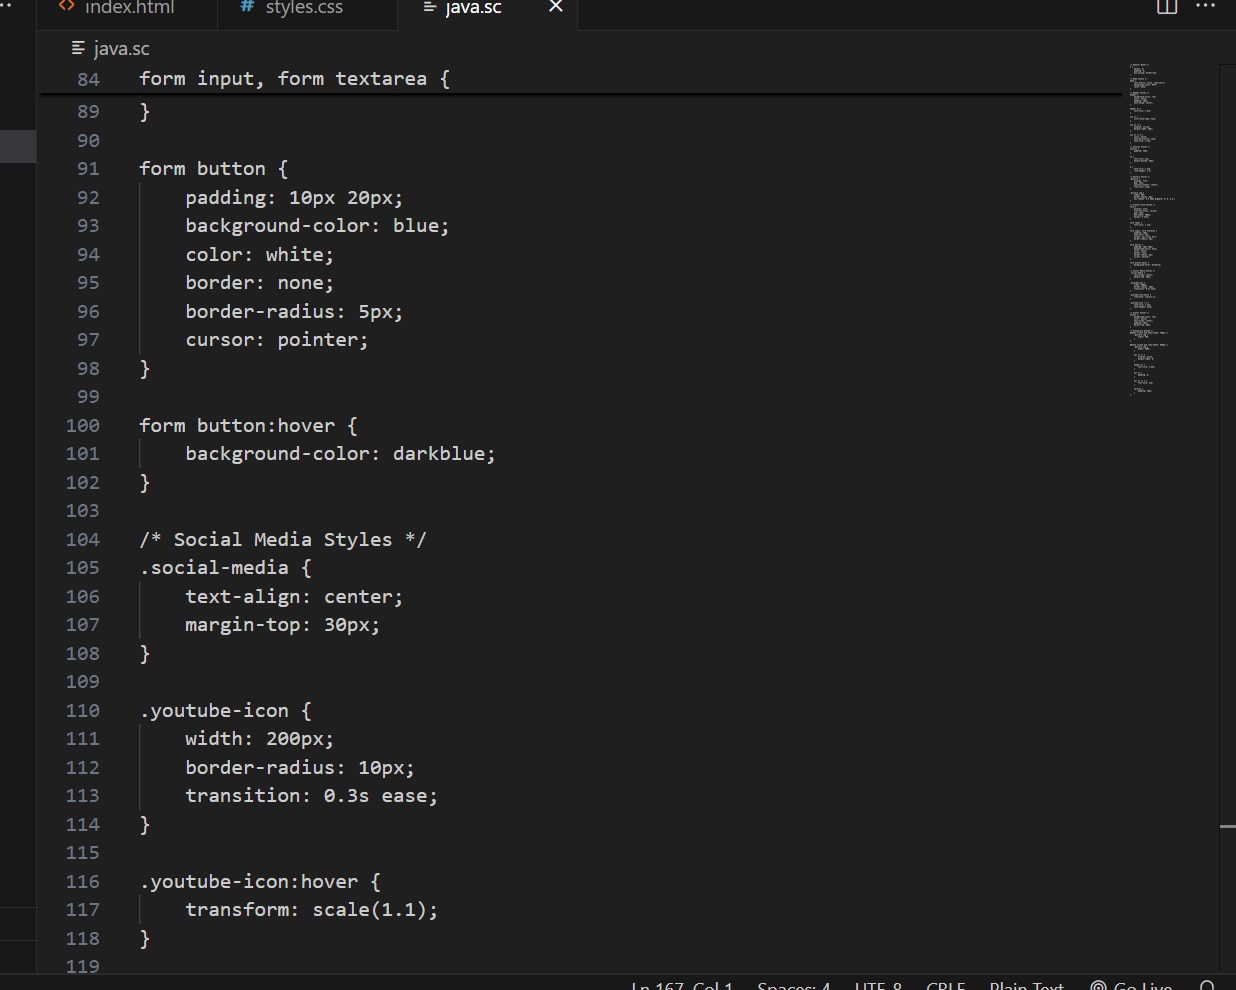 index.html
# styles.css
java.sc
java.sc
84 form input, form textarea {
89 }
90
91 form button {
92 padding: 10px 20px;
93 background-color: blue;
94 color: white;
95 border: none;
96 border-radius: 5px;
97 cursor: pointer;
98 }
99
100 form button:hover {
101 background-color: darkblue;
102 }
103
104 /* Social Media Styles */
105 .social-media {
106 text-align: center;
107 margin-top: 30px;
108 }
109
110 .youtube-icon {
111 width: 200px;
112 border-radius: 10px;
113 transition: 0.3s ease;
114 }
115
116 .youtube-icon:hover {
117 transform: scale(1.1);
118 }
119
Ln 167, Col 1 Spaces: 4 UTF-8 CRLF Plain Text Go Live